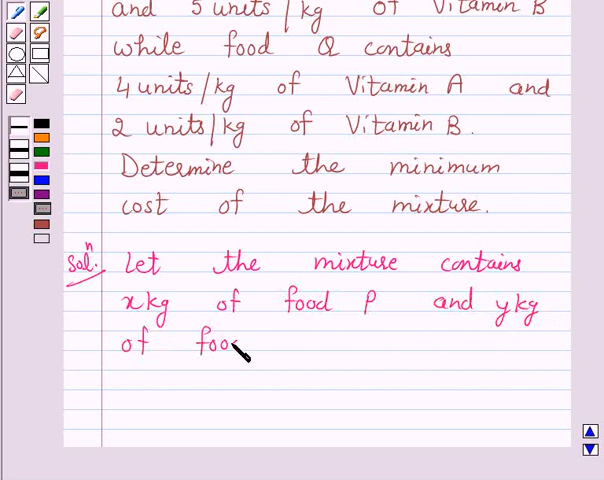 and 5 units/kg of Vitamin B
while food Q contains
4 units/kg of Vitamin A and
2 units/kg of Vitamin B.
Determine the minimum
cost of the mixture.
Solⁿ. Let the mixture contains
x kg of food P and y kg
of foo